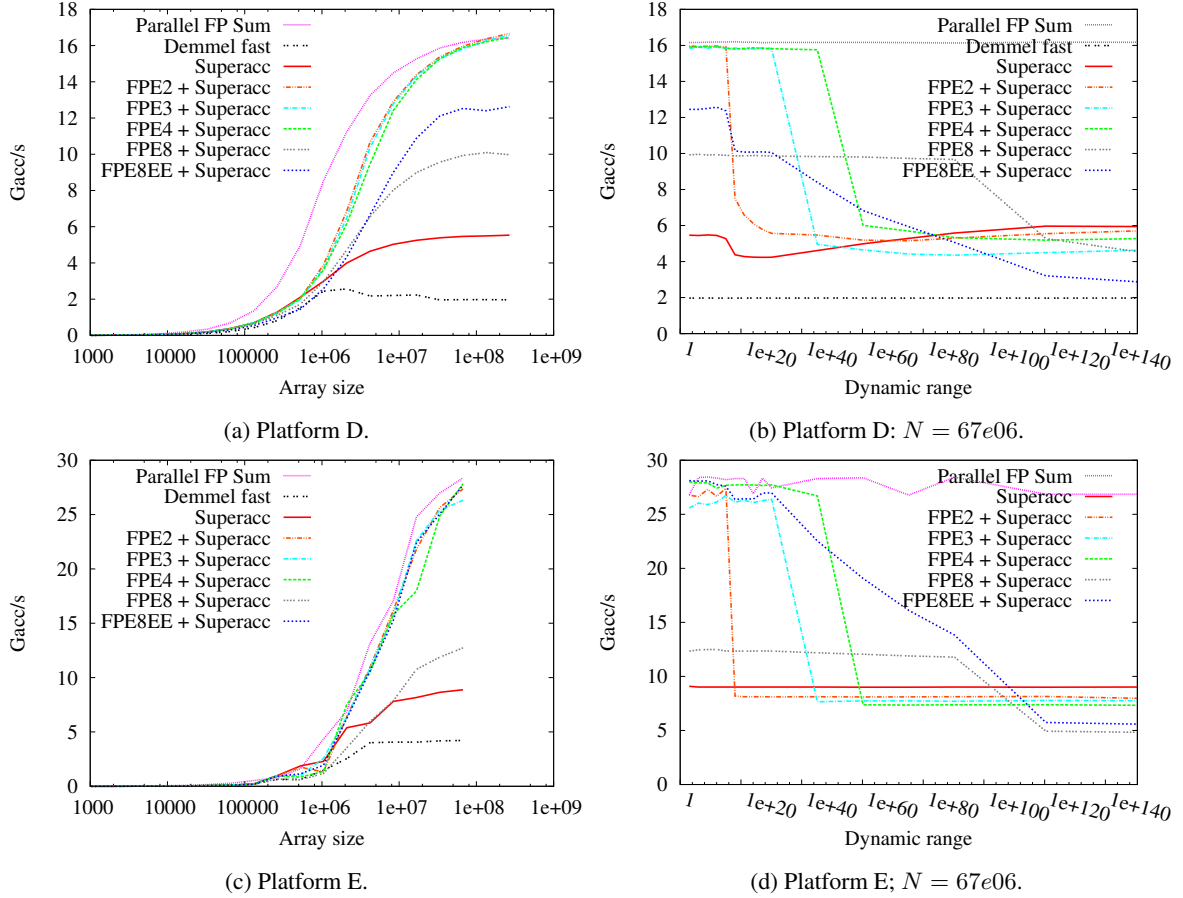 18
16
14
12
10
8
6
4
2
0
Gacc/s
Parallel FP Sum
Demmel fast
Superacc
FPE2 + Superacc
FPE3 + Superacc
FPE4 + Superacc
FPE8 + Superacc
FPE8EE + Superacc
1000 10000 100000 1e+06 1e+07 1e+08 1e+09
Array size
(a) Platform D.
18
16
14
12
10
8
6
4
2
0
Gacc/s
Parallel FP Sum
Demmel fast
Superacc
FPE2 + Superacc
FPE3 + Superacc
FPE4 + Superacc
FPE8 + Superacc
FPE8EE + Superacc
1 1e+20 1e+40 1e+60 1e+80 1e+100 1e+120 1e+140
Dynamic range
(b) Platform D: N = 67e06.
30
25
20
15
10
5
0
Gacc/s
Parallel FP Sum
Demmel fast
Superacc
FPE2 + Superacc
FPE3 + Superacc
FPE4 + Superacc
FPE8 + Superacc
FPE8EE + Superacc
1000 10000 100000 1e+06 1e+07 1e+08 1e+09
Array size
(c) Platform E.
30
25
20
15
10
5
0
Gacc/s
Parallel FP Sum
Superacc
FPE2 + Superacc
FPE3 + Superacc
FPE4 + Superacc
FPE8 + Superacc
FPE8EE + Superacc
1 1e+20 1e+40 1e+60 1e+80 1e+100 1e+120 1e+140
Dynamic range
(d) Platform E; N = 67e06.